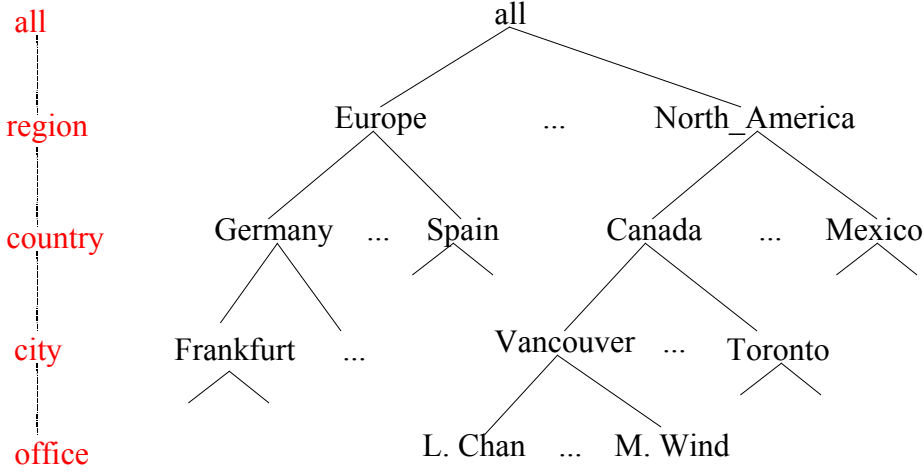 all all
region Europe ... North_America
country Germany ... Spain Canada ... Mexico
city Frankfurt ... Vancouver ... Toronto
office L. Chan ... M. Wind